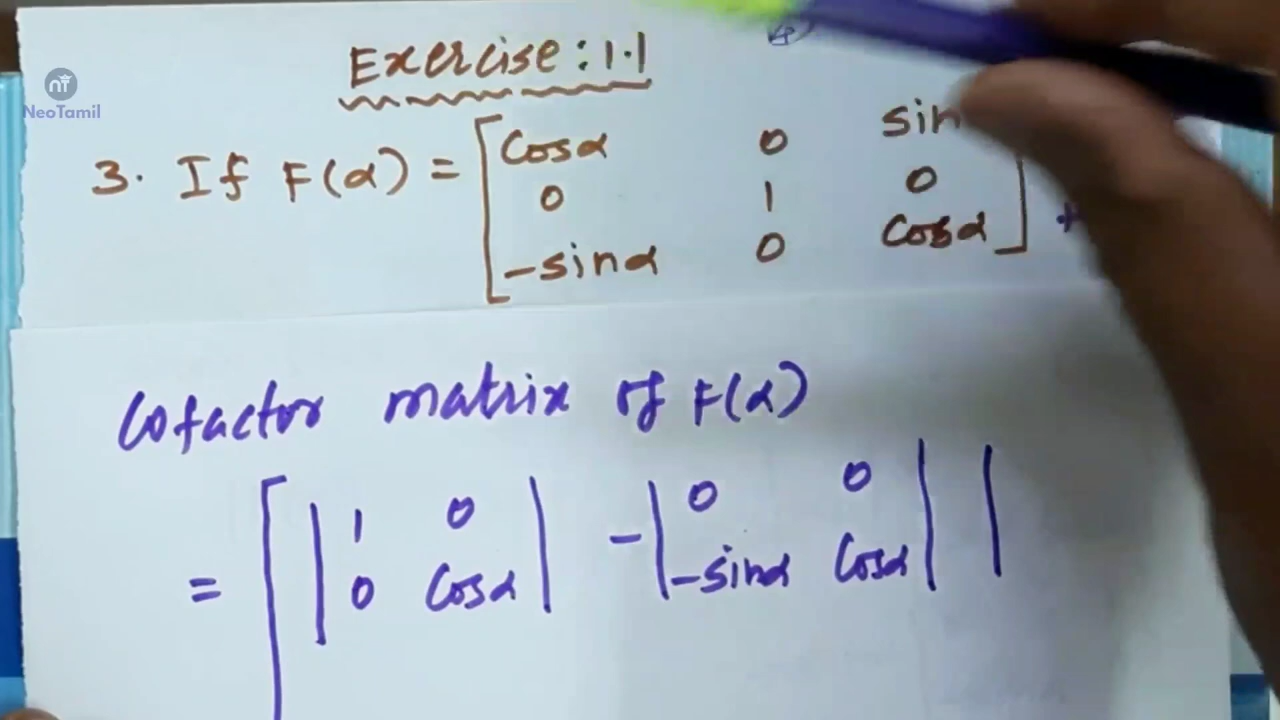 NeoTamil
Exercise : 1.1
3. If F(α) = [ cosα 0 sin
0 1 0
-sinα 0 cosα ]
Cofactor matrix of F(α)
= [ | 1 0 | - | 0 0 | |
| 0 cosα | | -sinα cosα | |